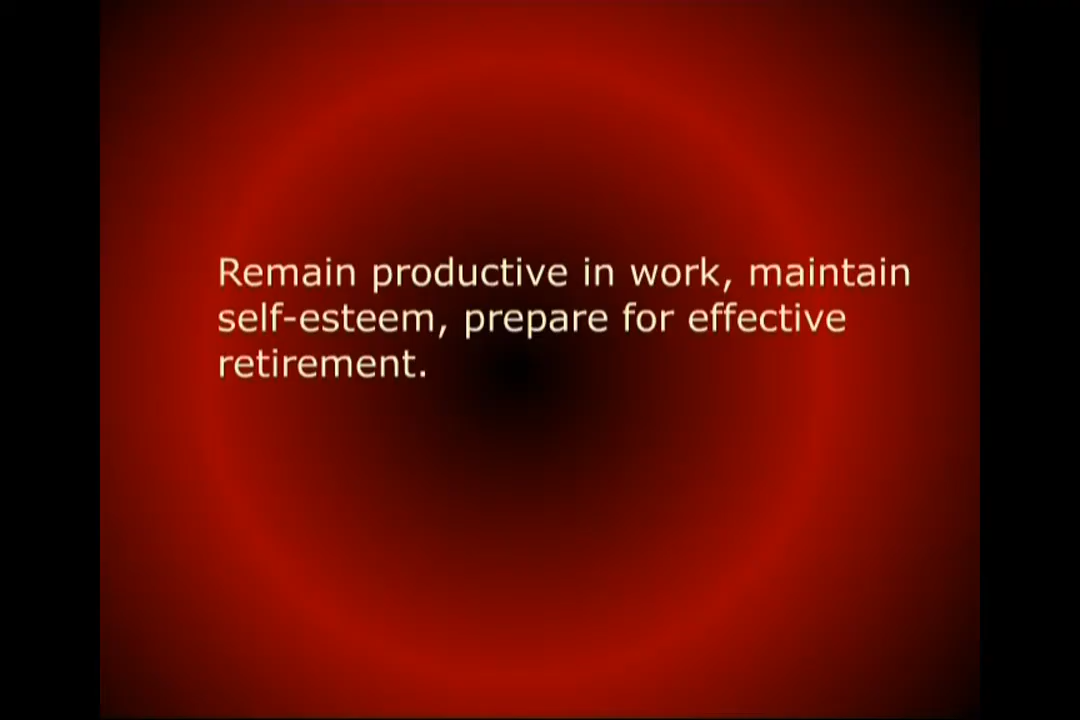 Remain productive in work, maintain
self-esteem, prepare for effective
retirement.